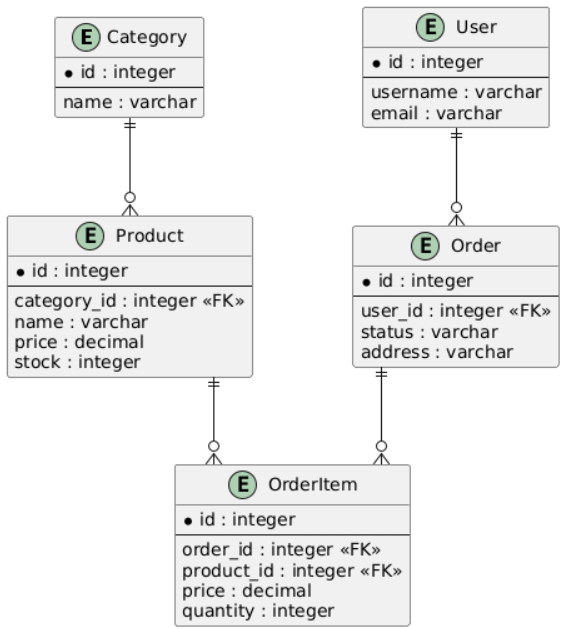 E Category
* id : integer
name : varchar
E User
* id : integer
username : varchar
email : varchar
E Product
* id : integer
category_id : integer «FK»
name : varchar
price : decimal
stock : integer
E Order
* id : integer
user_id : integer «FK»
status : varchar
address : varchar
E OrderItem
* id : integer
order_id : integer «FK»
product_id : integer «FK»
price : decimal
quantity : integer